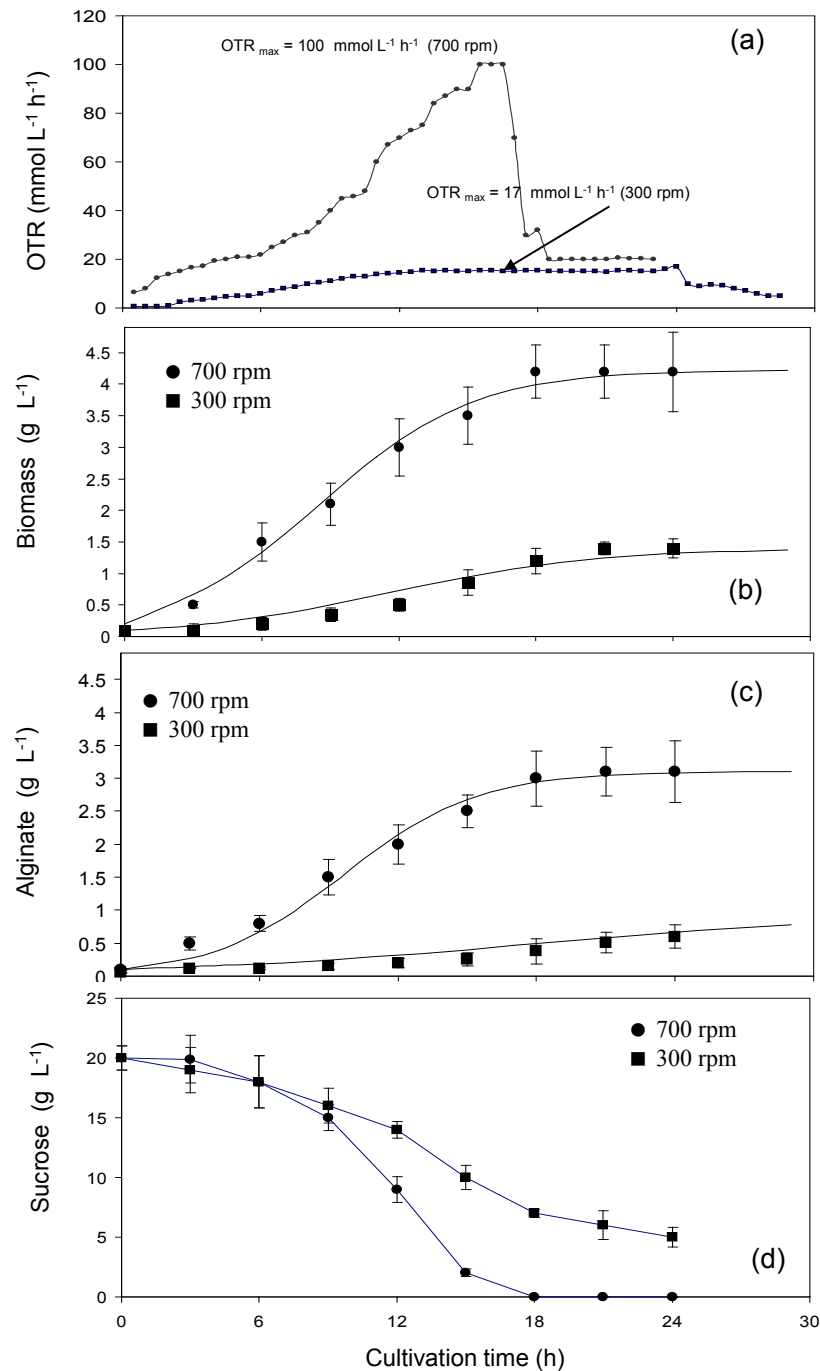 (a)
OTR max = 100 mmol L-1 h-1 (700 rpm)
OTR max = 17 mmol L-1 h-1 (300 rpm)
OTR (mmol L-1 h-1)
120
100
80
60
40
20
0
700 rpm
300 rpm
(b)
Biomass (g L-1)
4.5
4
3.5
3
2.5
2
1.5
1
0.5
0
(c)
700 rpm
300 rpm
Alginate (g L-1)
4.5
4
3.5
3
2.5
2
1.5
1
0.5
0
700 rpm
300 rpm
(d)
Sucrose (g L-1)
25
20
15
10
5
0
0 6 12 18 24 30
Cultivation time (h)